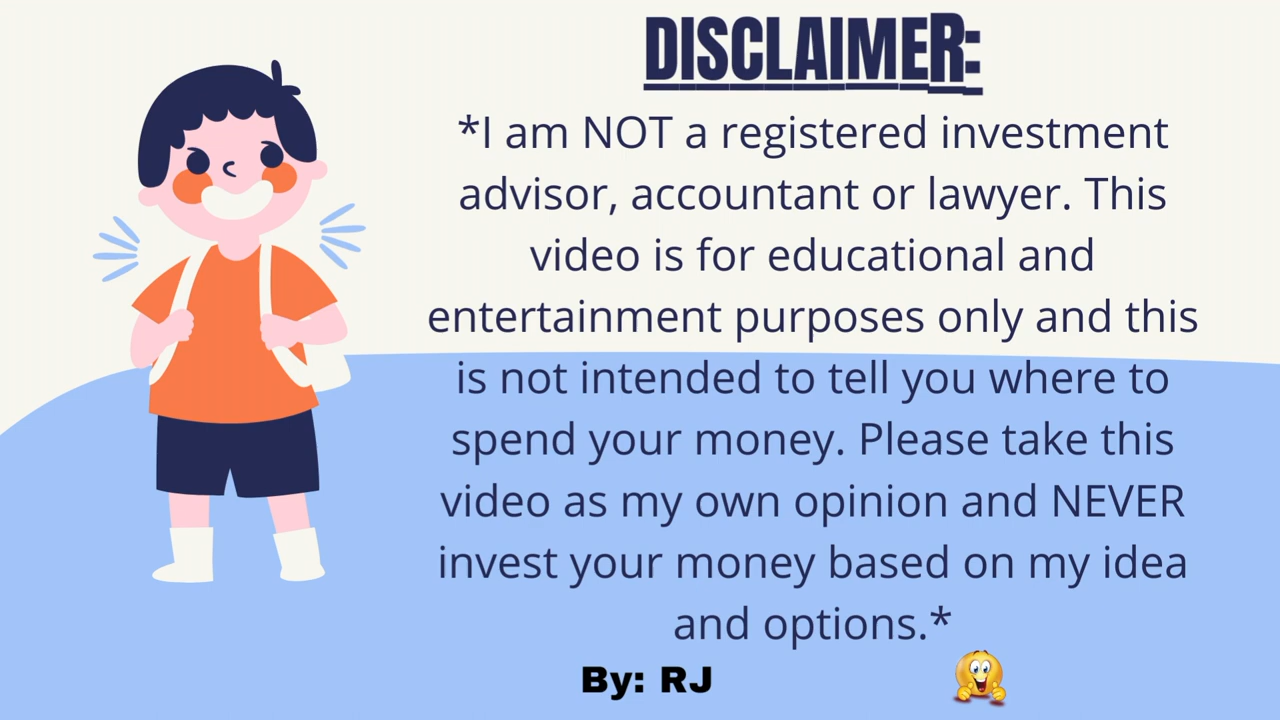 DISCLAIMER:
*I am NOT a registered investment
advisor, accountant or lawyer. This
video is for educational and
entertainment purposes only and this
is not intended to tell you where to
spend your money. Please take this
video as my own opinion and NEVER
invest your money based on my idea
and options.*
By: RJ